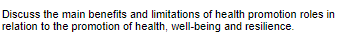 Discuss the main benefits and limitations of health promotion roles in
relation to the promotion of health, well-being and resilience.